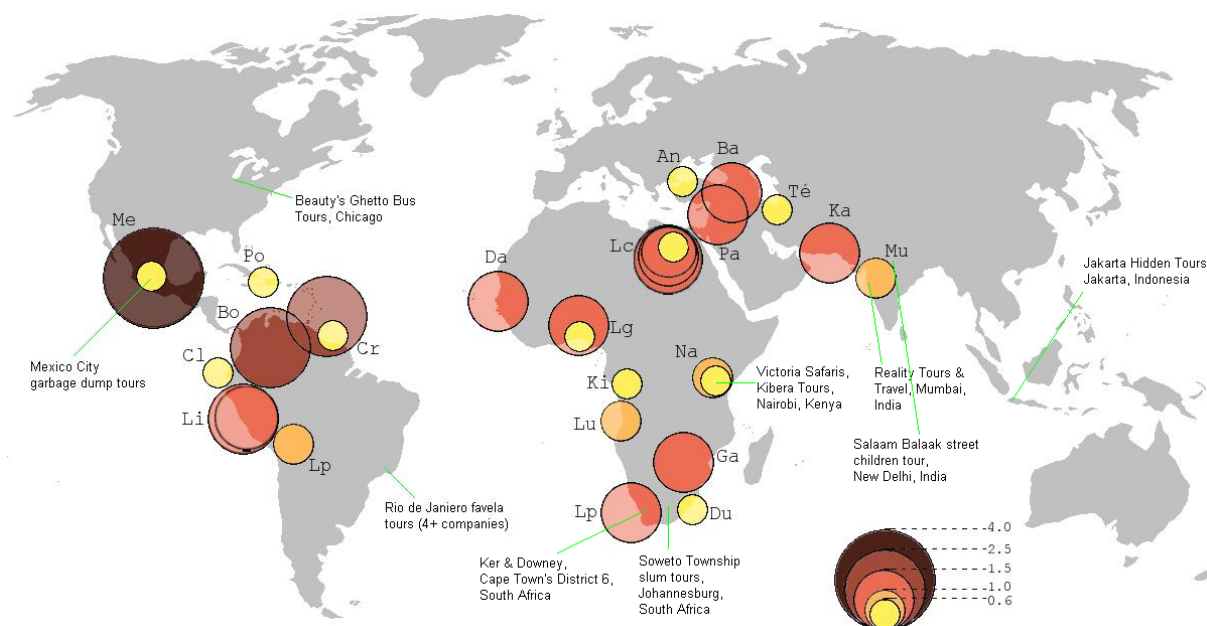 An
Ba
Té
Beauty's Ghetto Bus
Tours, Chicago
Me
Ka
Lc
Mu
Po
Da
Pa
Jakarta Hidden Tours
Jakarta, Indonesia
Bo
Lg
Cr
Mexico City
garbage dump tours
Cl
Na
Ki
Victoria Safaris,
Kibera Tours,
Nairobi, Kenya
Reality Tours &
Travel, Mumbai,
India
Li
Lu
Salaam Balaak street
children tour,
New Delhi, India
Lp
Ga
Rio de Janiero favela
tours (4+ companies)
Lp
Du
Ker & Downey,
Cape Town's District 6,
South Africa
Soweto Township
slum tours,
Johannesburg,
South Africa
4.0
2.5
1.5
1.0
0.6